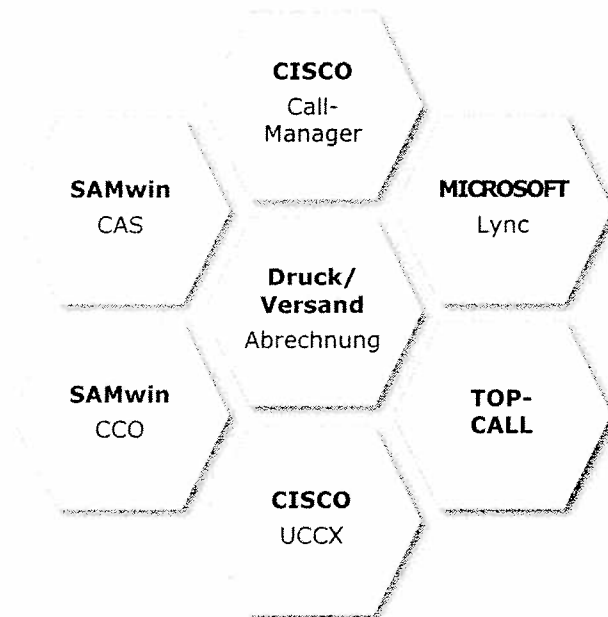 CISCO
Call-
Manager
SAMwin
CAS
MICROSOFT
Lync
Druck/
Versand
Abrechnung
SAMwin
CCO
TOP-
CALL
CISCO
UCCX